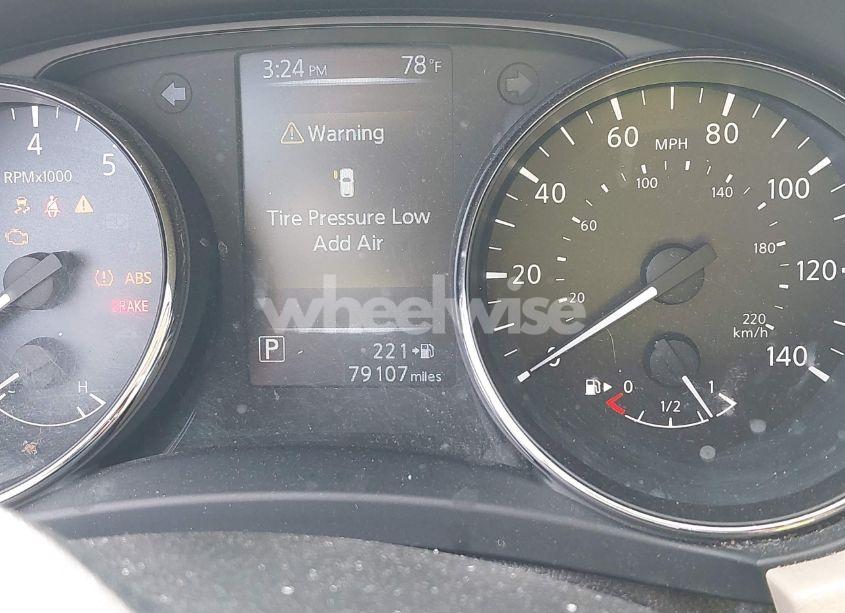 3:24 PM 78°F
Warning
Tire Pressure Low
Add Air
P
221
79107 miles
4
5
RPMx1000
ABS
BRAKE
H
0
20
40
60
80
100
120
140
MPH
20
60
100
140
180
220
km/h
0
1/2
1
wheelwise